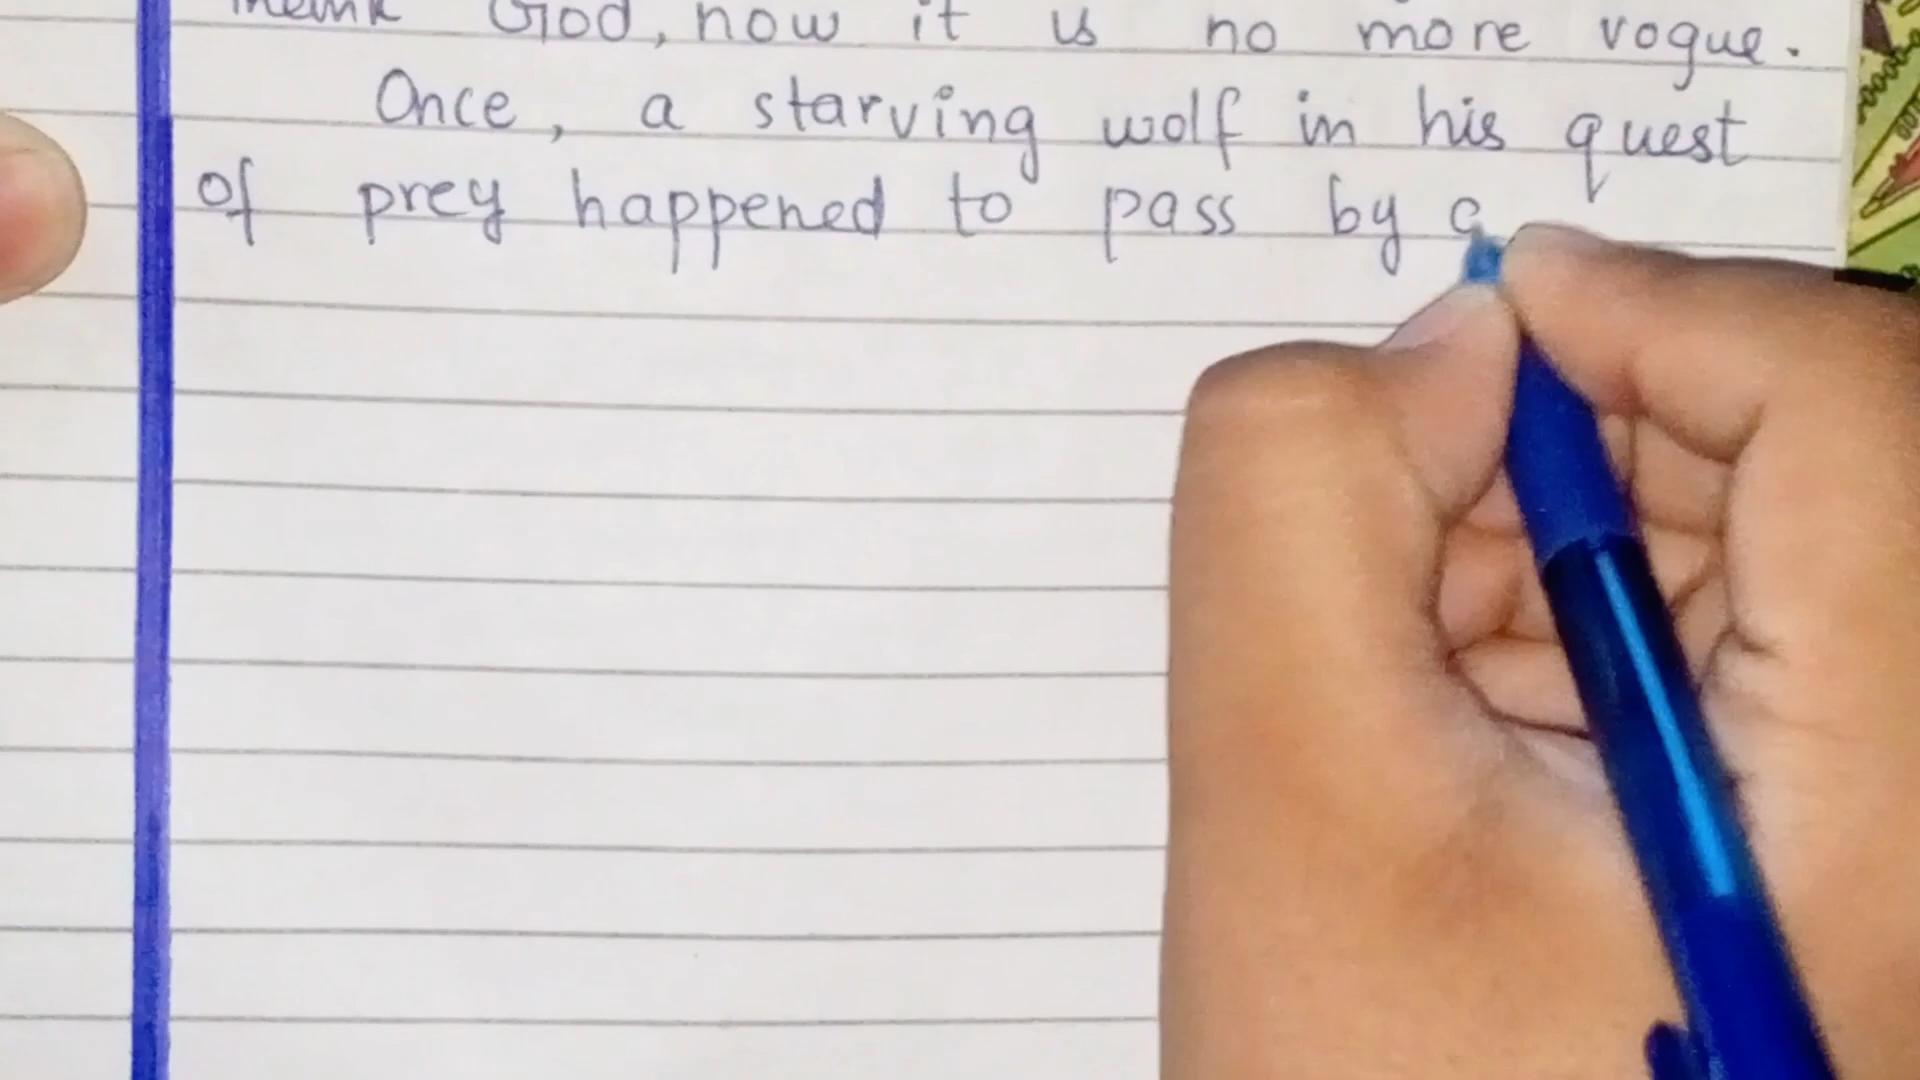 God, now it is no more vogue.
Once, a starving wolf in his quest
of prey happened to pass by a